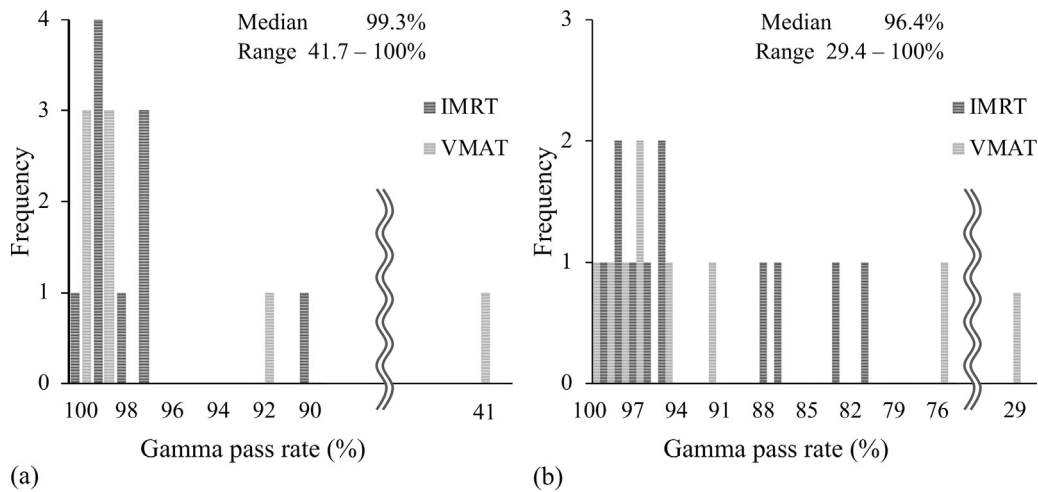 Median 99.3%
Range 41.7 – 100%
IMRT
VMAT
Frequency
4
3
2
1
0
100 98 96 94 92 90 41
Gamma pass rate (%)
(a)
Median 96.4%
Range 29.4 – 100%
IMRT
VMAT
Frequency
3
2
1
0
100 97 94 91 88 85 82 79 76 29
Gamma pass rate (%)
(b)